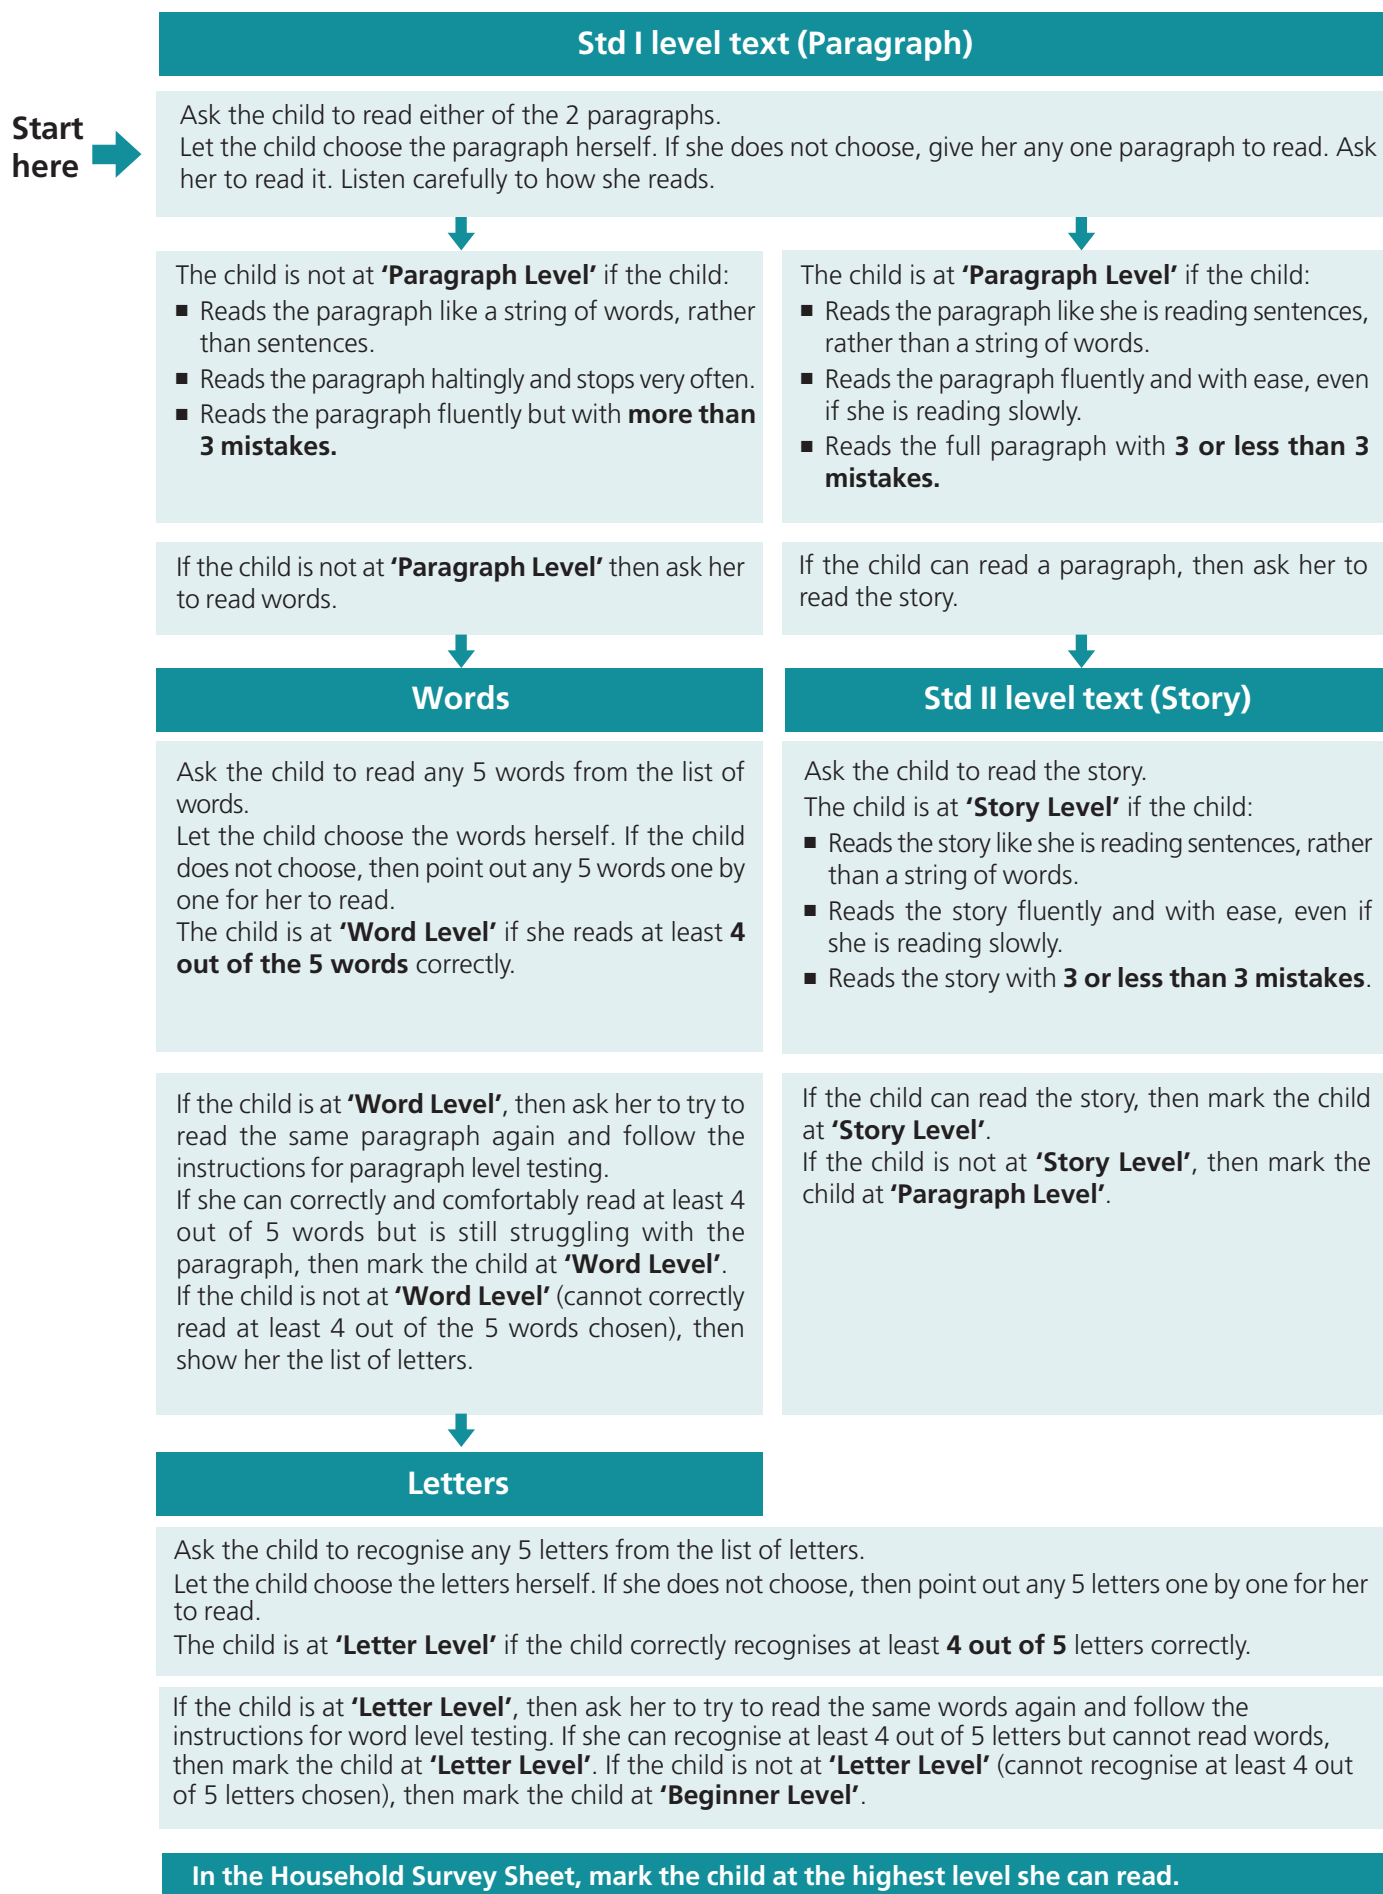 Std I level text (Paragraph)
Start
here
Ask the child to read either of the 2 paragraphs.
Let the child choose the paragraph herself. If she does not choose, give her any one paragraph to read. Ask
her to read it. Listen carefully to how she reads.
The child is not at ‘Paragraph Level’ if the child:
■ Reads the paragraph like a string of words, rather
than sentences.
■ Reads the paragraph haltingly and stops very often.
■ Reads the paragraph fluently but with more than
3 mistakes.
The child is at ‘Paragraph Level’ if the child:
■ Reads the paragraph like she is reading sentences,
rather than a string of words.
■ Reads the paragraph fluently and with ease, even
if she is reading slowly.
■ Reads the full paragraph with 3 or less than 3
mistakes.
If the child is not at ‘Paragraph Level’ then ask her
to read words.
If the child can read a paragraph, then ask her to
read the story.
Words
Ask the child to read any 5 words from the list of
words.
Let the child choose the words herself. If the child
does not choose, then point out any 5 words one by
one for her to read.
The child is at ‘Word Level’ if she reads at least 4
out of the 5 words correctly.
If the child is at ‘Word Level’, then ask her to try to
read the same paragraph again and follow the
instructions for paragraph level testing.
If she can correctly and comfortably read at least 4
out of 5 words but is still struggling with the
paragraph, then mark the child at ‘Word Level’.
If the child is not at ‘Word Level’ (cannot correctly
read at least 4 out of the 5 words chosen), then
show her the list of letters.
Std II level text (Story)
Ask the child to read the story.
The child is at ‘Story Level’ if the child:
■ Reads the story like she is reading sentences, rather
than a string of words.
■ Reads the story fluently and with ease, even if
she is reading slowly.
■ Reads the story with 3 or less than 3 mistakes.
If the child can read the story, then mark the child
at ‘Story Level’.
If the child is not at ‘Story Level’, then mark the
child at ‘Paragraph Level’.
Letters
Ask the child to recognise any 5 letters from the list of letters.
Let the child choose the letters herself. If she does not choose, then point out any 5 letters one by one for her
to read.
The child is at ‘Letter Level’ if the child correctly recognises at least 4 out of 5 letters correctly.
If the child is at ‘Letter Level’, then ask her to try to read the same words again and follow the
instructions for word level testing. If she can recognise at least 4 out of 5 letters but cannot read words,
then mark the child at ‘Letter Level’. If the child is not at ‘Letter Level’ (cannot recognise at least 4 out
of 5 letters chosen), then mark the child at ‘Beginner Level’.
In the Household Survey Sheet, mark the child at the highest level she can read.